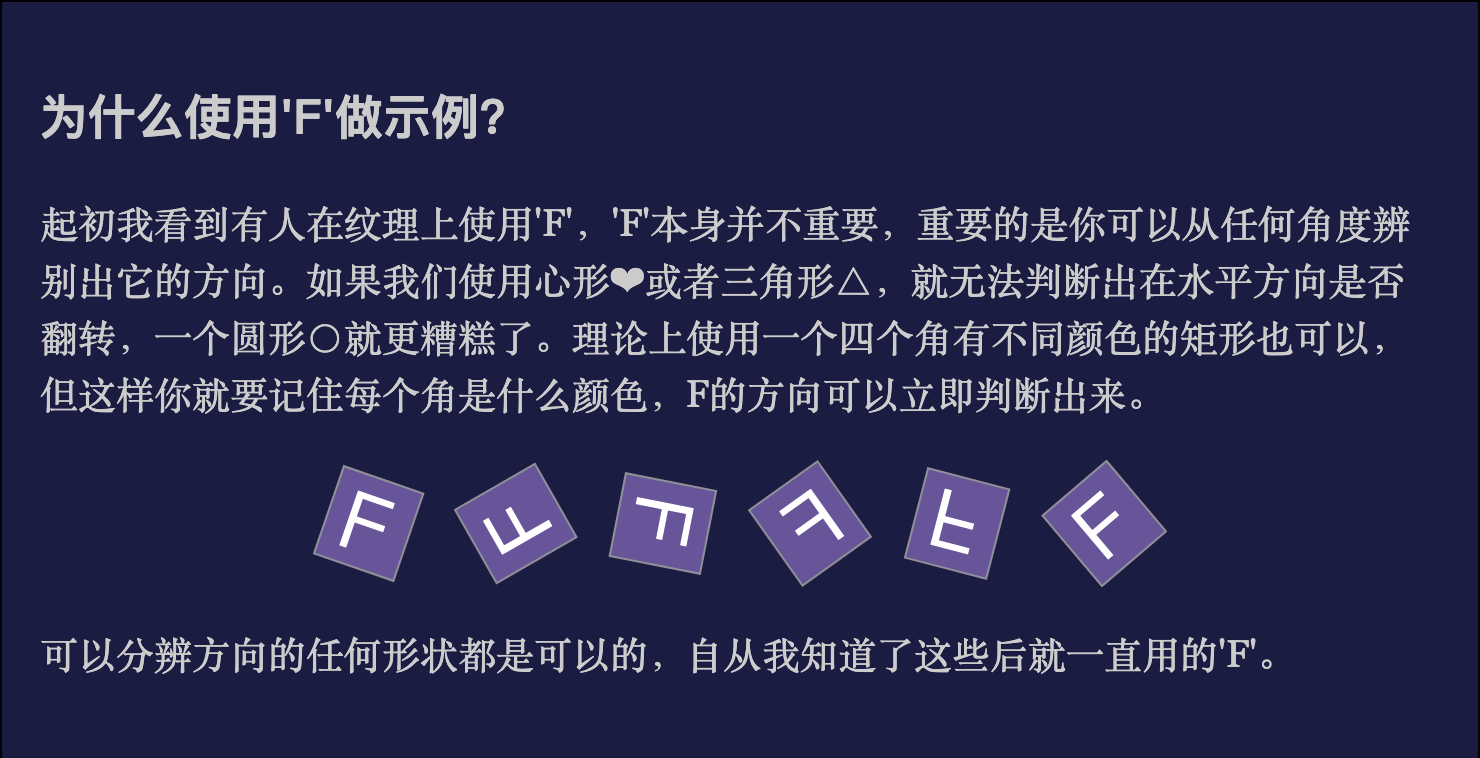 为什么使用'F'做示例?
起初我看到有人在纹理上使用'F'，'F'本身并不重要，重要的是你可以从任何角度辨
别出它的方向。如果我们使用心形❤或者三角形△，就无法判断出在水平方向是否
翻转，一个圆形○就更糟糕了。理论上使用一个四个角有不同颜色的矩形也可以，
但这样你就要记住每个角是什么颜色，F的方向可以立即判断出来。
F F F F F F
可以分辨方向的任何形状都是可以的，自从我知道了这些后就一直用的'F'。